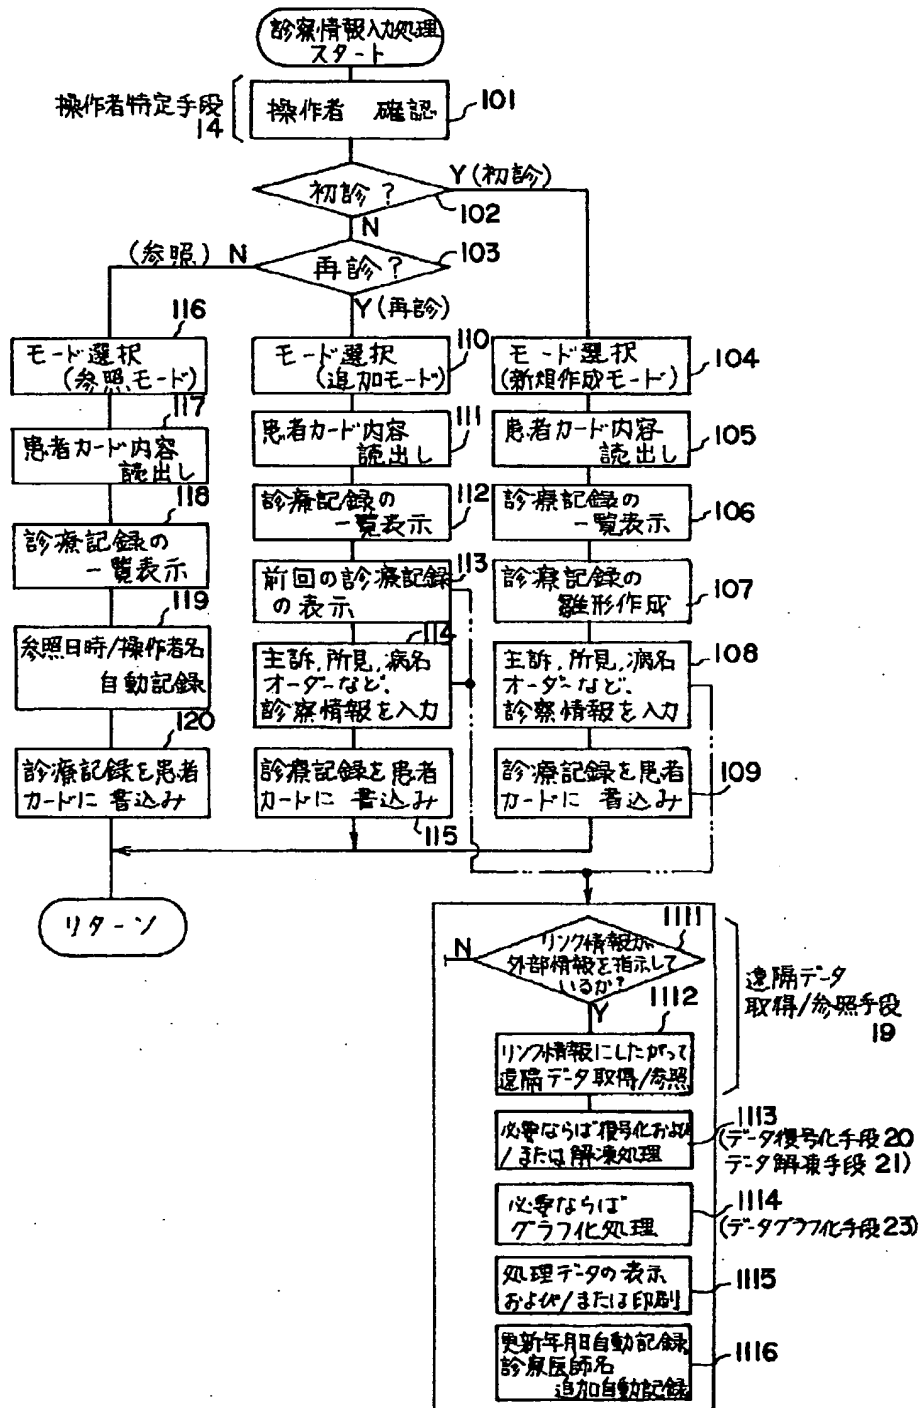 診察情報入力処理
スタート
操作者特定手段
14
操作者 確認
101
初診?
Y(初診)
102
N
再診?
103
(参照) N
Y(再診)
116
モード選択
(参照モード)
117
患者カード内容
読出し
118
診療記録の
一覧表示
119
参照日時/操作者名
自動記録
120
診療記録を患者
カードに書込み
モード選択
(追加モード)
110
患者カード内容
読出し
111
診療記録の
一覧表示
112
前回の診療記録
の表示
113
114
主訴,所見,病名
オーダーなど,
診察情報を入力
診療記録を患者
カードに書込み
115
モード選択
(新規作成モード)
104
患者カード内容
読出し
105
診療記録の
一覧表示
106
診療記録の
雛形作成
107
主訴,所見,病名
オーダーなど,
診察情報を入力
108
診療記録を患者
カードに書込み
109
リターン
1111
リンク情報が
外部情報を指示して
いるか?
N
Y
遠隔データ
取得/参照手段
19
1112
リンク情報にしたがって
遠隔データ取得/参照
必要ならば復号化および
/または解凍処理
1113
(データ復号化手段20
データ解凍手段21)
必要ならば
グラフ化処理
1114
(データグラフ化手段23)
処理データの表示
および/または印刷
1115
更新年月日自動記録
診察医師名
追加自動記録
1116